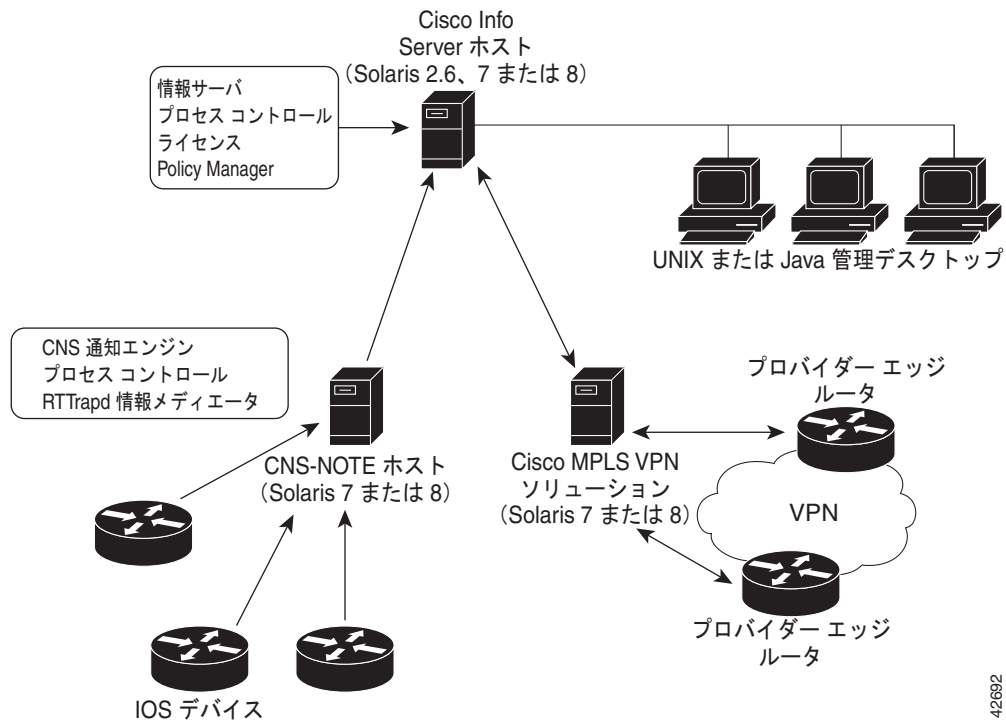 Cisco Info
Server ホスト
（Solaris 2.6、7 または 8）
情報サーバ
プロセス コントロール
ライセンス
Policy Manager
UNIX または Java 管理デスクトップ
CNS 通知エンジン
プロセス コントロール
RTTrapd 情報メディエータ
CNS-NOTE ホスト
（Solaris 7 または 8）
Cisco MPLS VPN
ソリューション
（Solaris 7 または 8）
プロバイダー エッジ
ルータ
VPN
プロバイダー エッジ
ルータ
IOS デバイス
42692